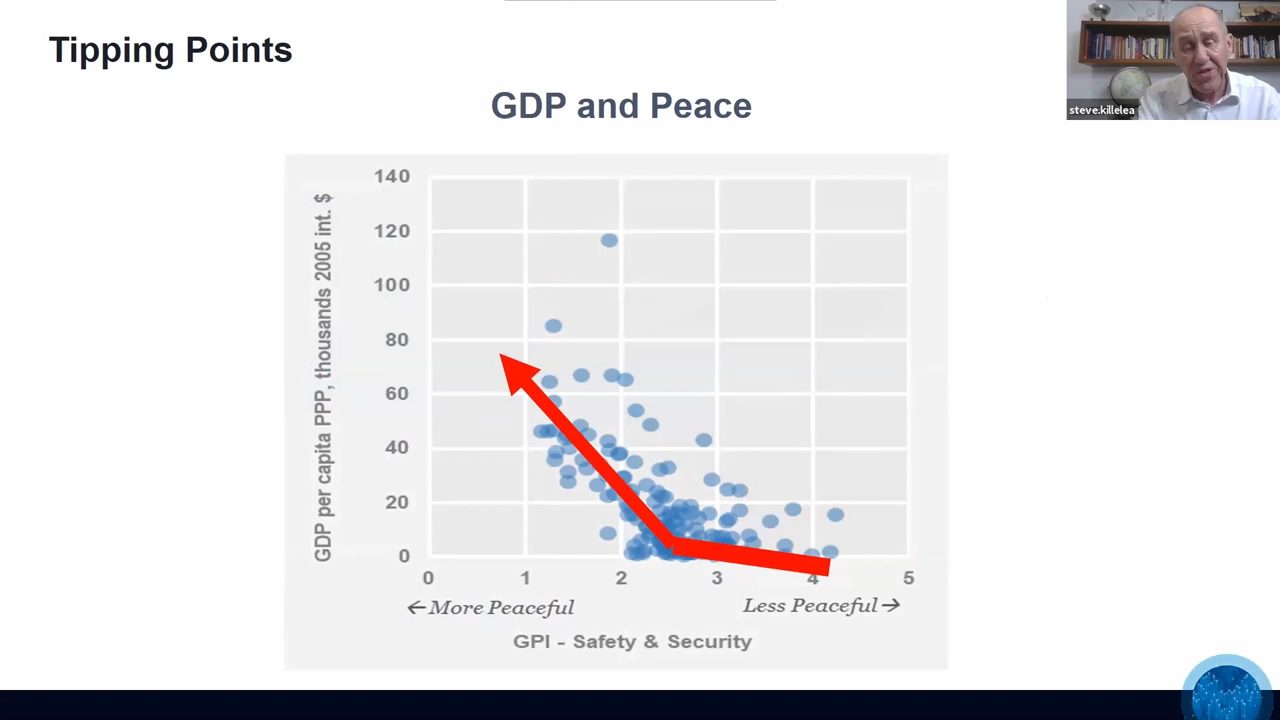 Tipping Points
steve.killelea
GDP and Peace
GDP per capita PPP, thousands 2005 int. $
140
120
100
80
60
40
20
0
0 1 2 3 4 5
←More Peaceful Less Peaceful→
GPI - Safety & Security